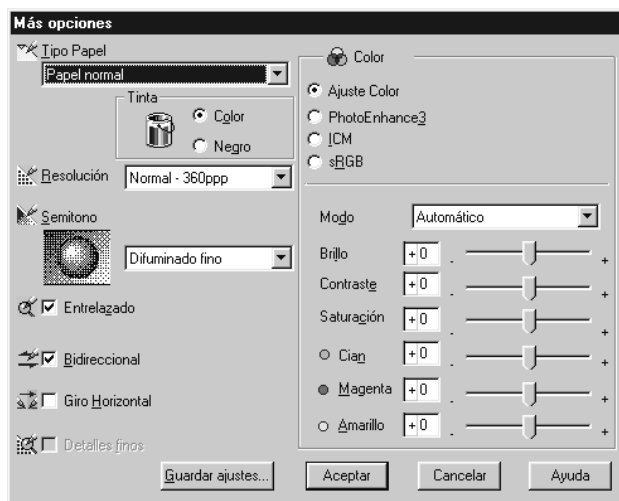 Más opciones
Tipo Papel
Papel normal
Tinta
Color
Negro
Resolución
Normal - 360ppp
Semitono
Difuminado fino
Entrelazado
Bidireccional
Giro Horizontal
Detalles finos
Color
Ajuste Color
PhotoEnhance3
ICM
sRGB
Modo Automático
Brillo +0 - +
Contraste +0 - +
Saturación +0 - +
Cian +0 - +
Magenta +0 - +
Amarillo +0 - +
Guardar ajustes... Aceptar Cancelar Ayuda